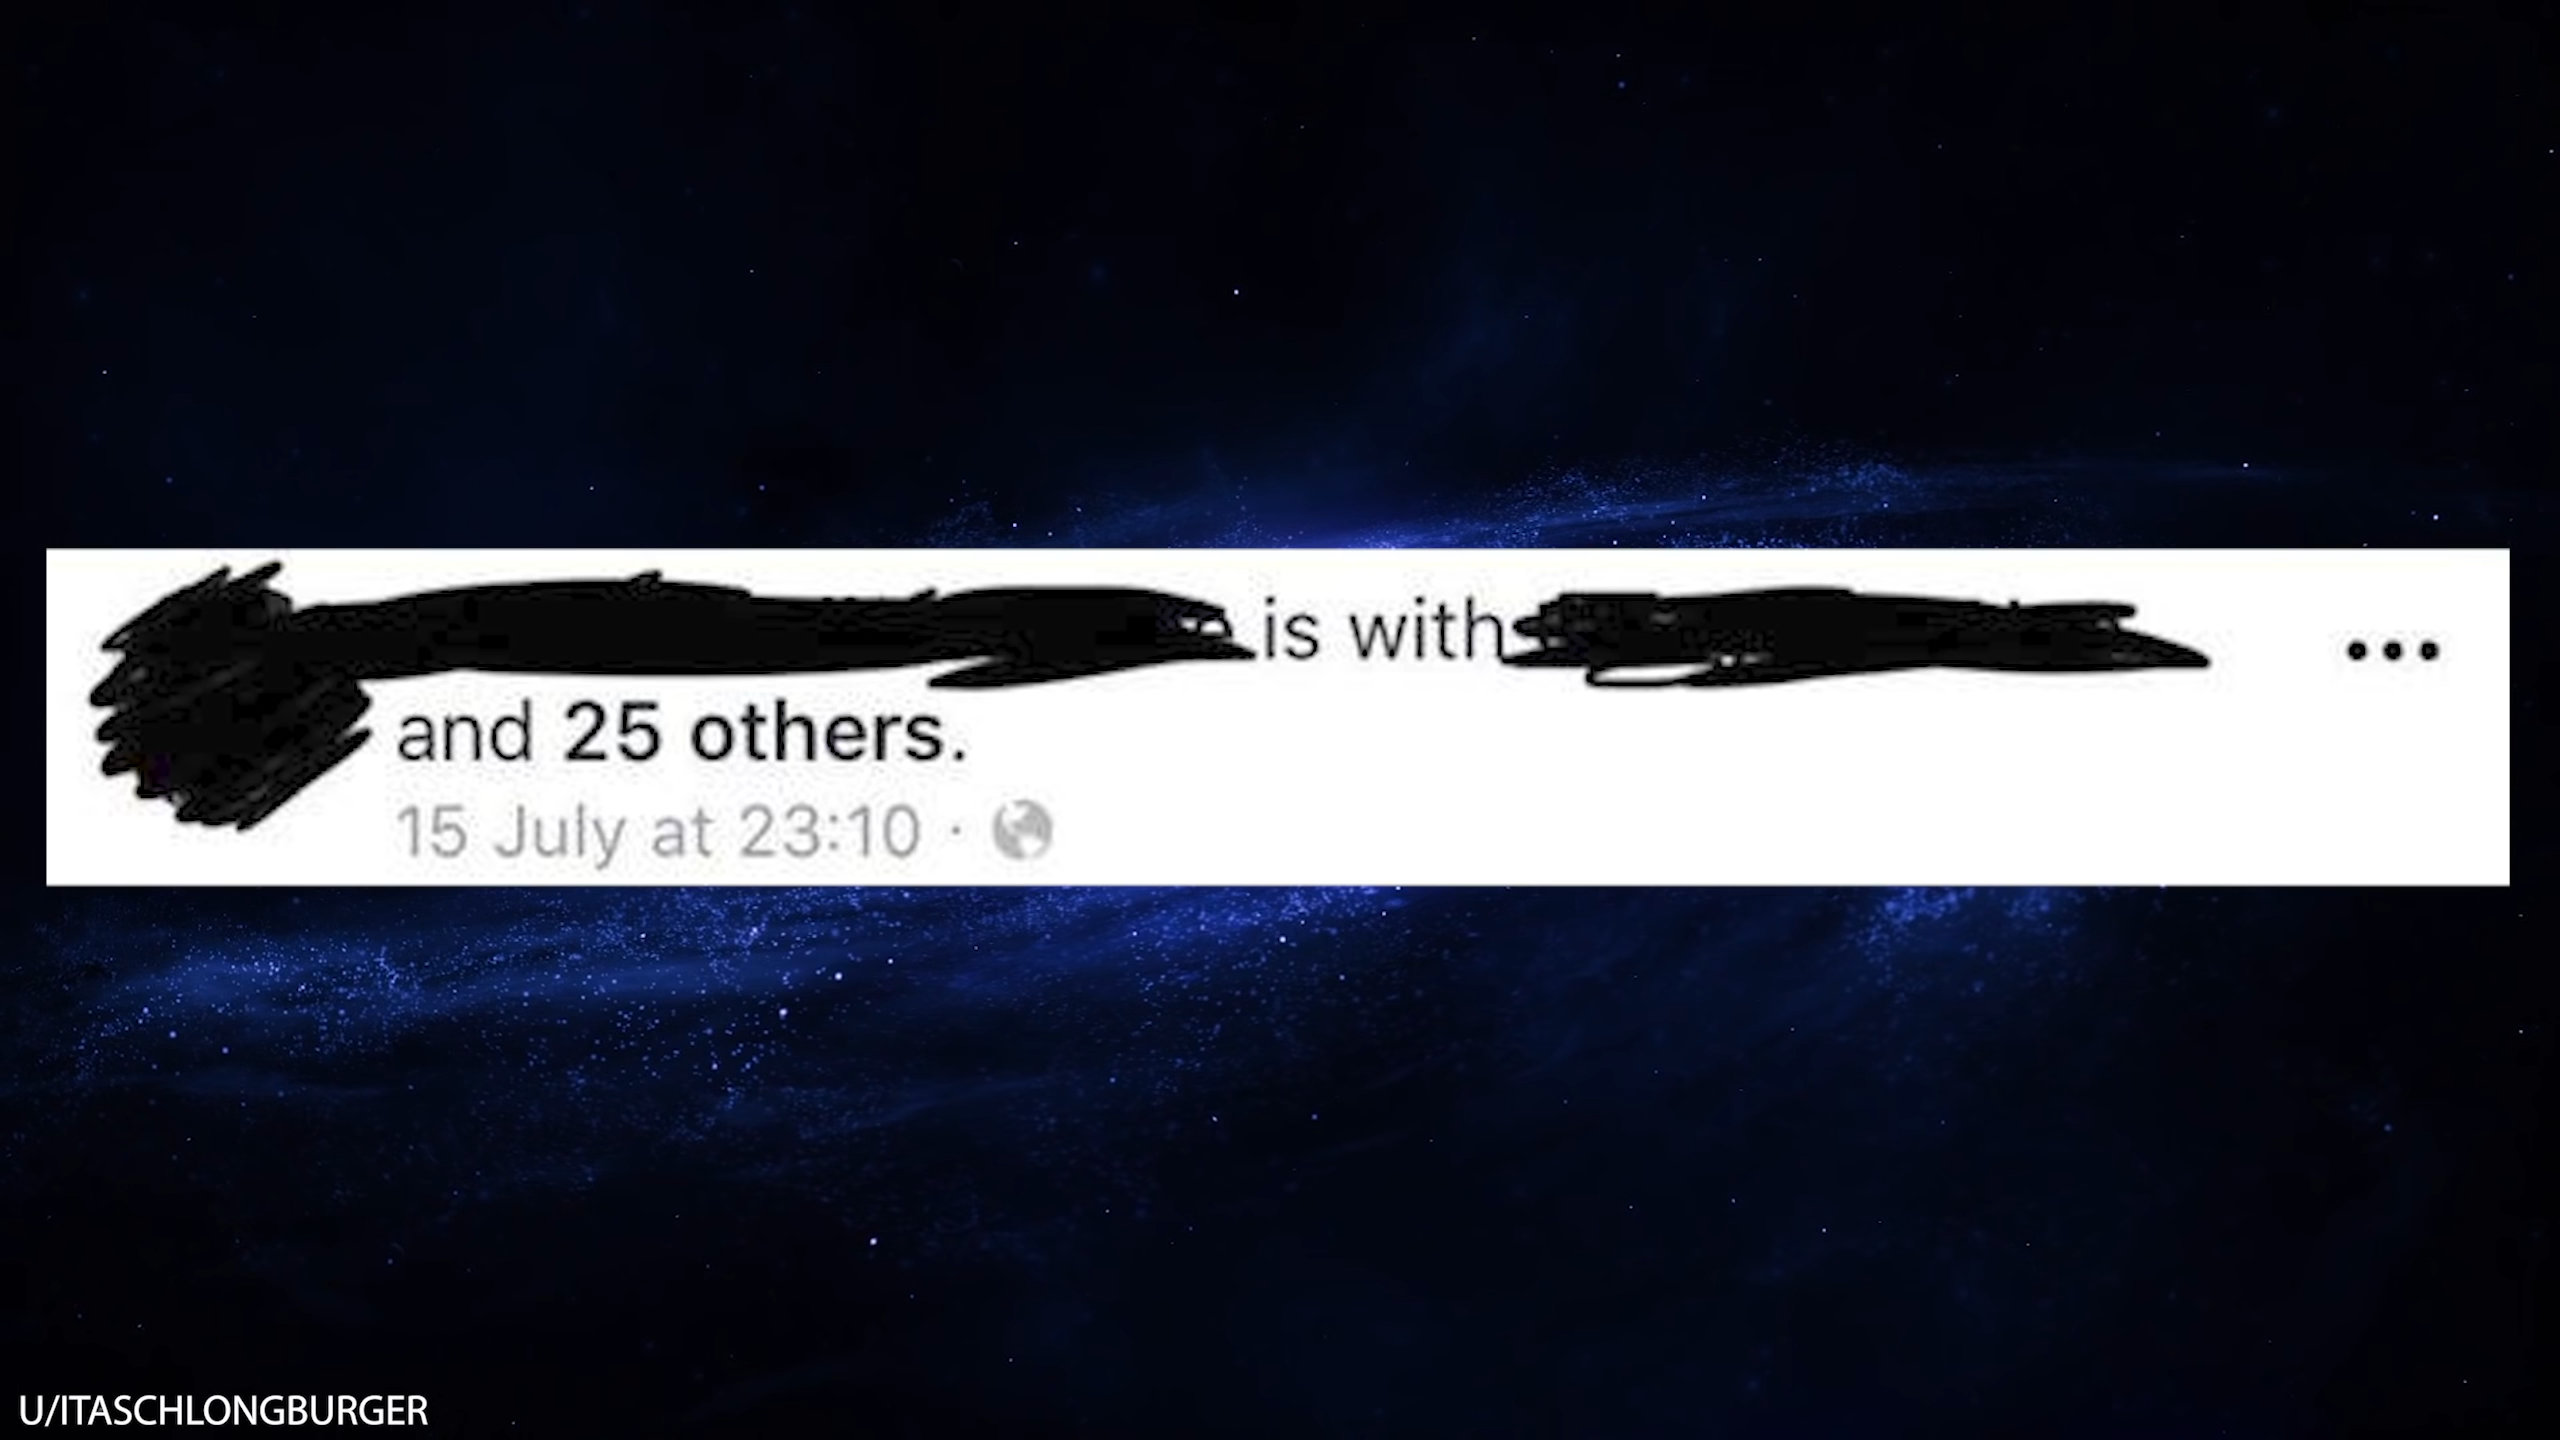 is with
and 25 others.
15 July at 23:10 ·
U/ITASCHLONGBURGER